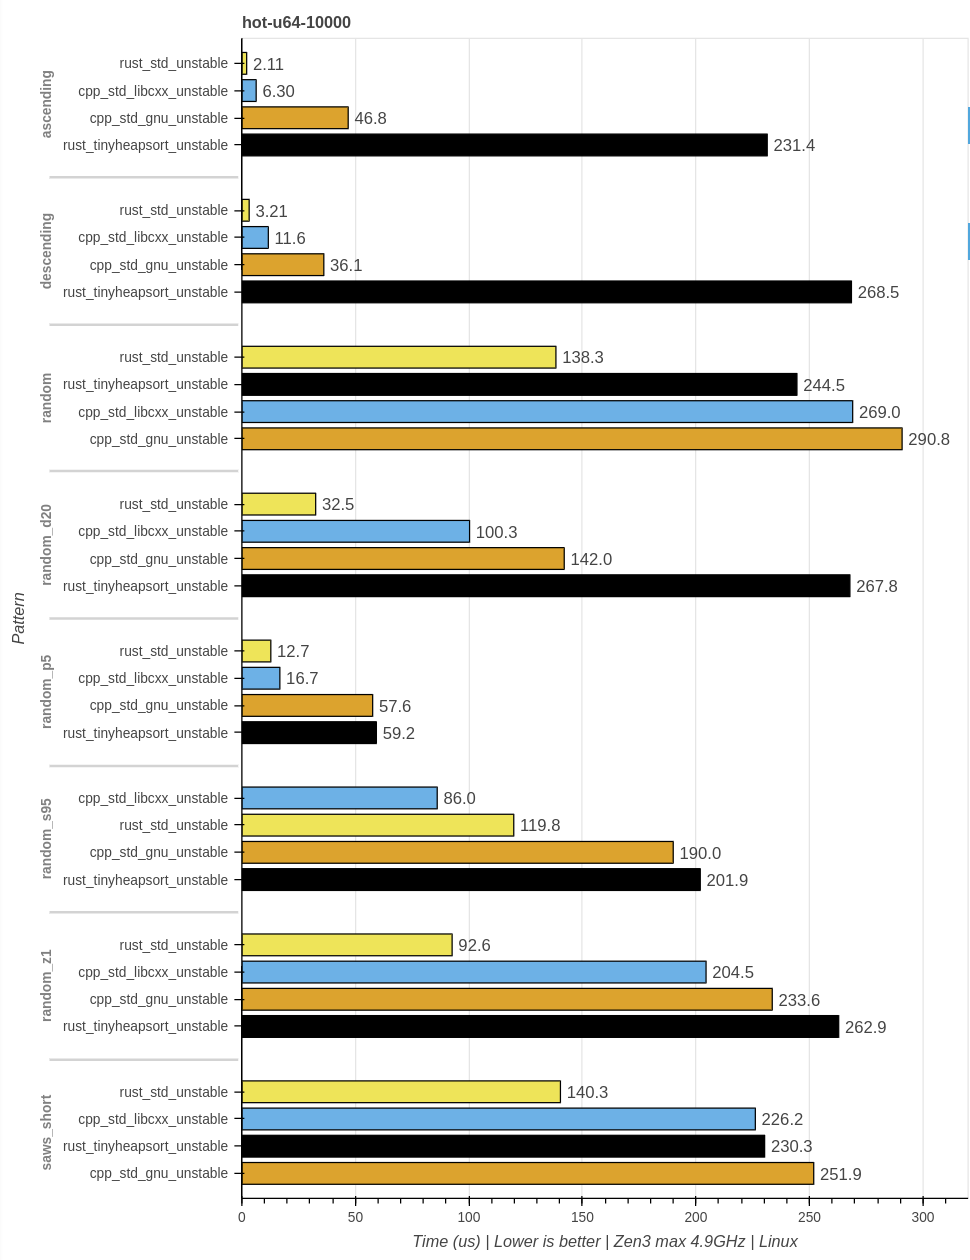 hot-u64-10000
Pattern
ascending
rust_std_unstable 2.11
cpp_std_libcxx_unstable 6.30
cpp_std_gnu_unstable 46.8
rust_tinyheapsort_unstable 231.4
descending
rust_std_unstable 3.21
cpp_std_libcxx_unstable 11.6
cpp_std_gnu_unstable 36.1
rust_tinyheapsort_unstable 268.5
random
rust_std_unstable 138.3
rust_tinyheapsort_unstable 244.5
cpp_std_libcxx_unstable 269.0
cpp_std_gnu_unstable 290.8
random_d20
rust_std_unstable 32.5
cpp_std_libcxx_unstable 100.3
cpp_std_gnu_unstable 142.0
rust_tinyheapsort_unstable 267.8
random_p5
rust_std_unstable 12.7
cpp_std_libcxx_unstable 16.7
cpp_std_gnu_unstable 57.6
rust_tinyheapsort_unstable 59.2
random_s95
cpp_std_libcxx_unstable 86.0
rust_std_unstable 119.8
cpp_std_gnu_unstable 190.0
rust_tinyheapsort_unstable 201.9
random_z1
rust_std_unstable 92.6
cpp_std_libcxx_unstable 204.5
cpp_std_gnu_unstable 233.6
rust_tinyheapsort_unstable 262.9
saws_short
rust_std_unstable 140.3
cpp_std_libcxx_unstable 226.2
rust_tinyheapsort_unstable 230.3
cpp_std_gnu_unstable 251.9
0 50 100 150 200 250 300
Time (us) | Lower is better | Zen3 max 4.9GHz | Linux